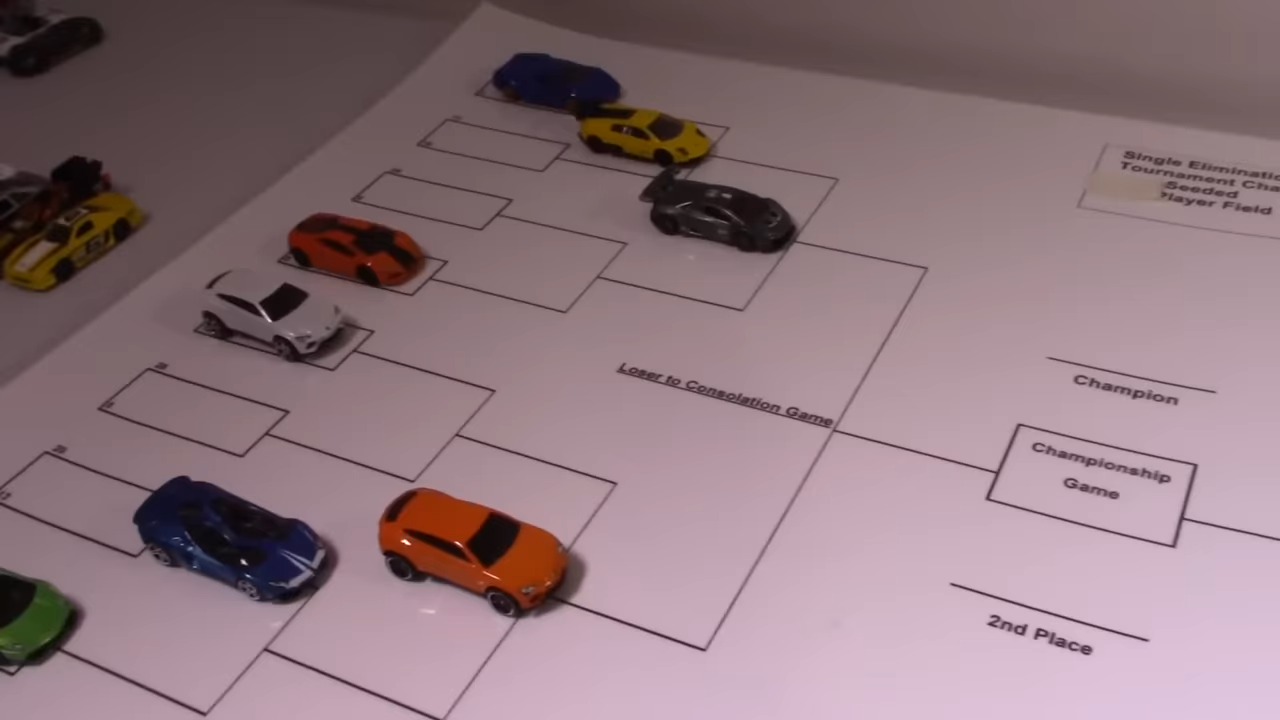 Single Eliminatio
Tournament Cha
Seeded
Player Field
Loser to Consolation Game
Champion
Championship
Game
2nd Place